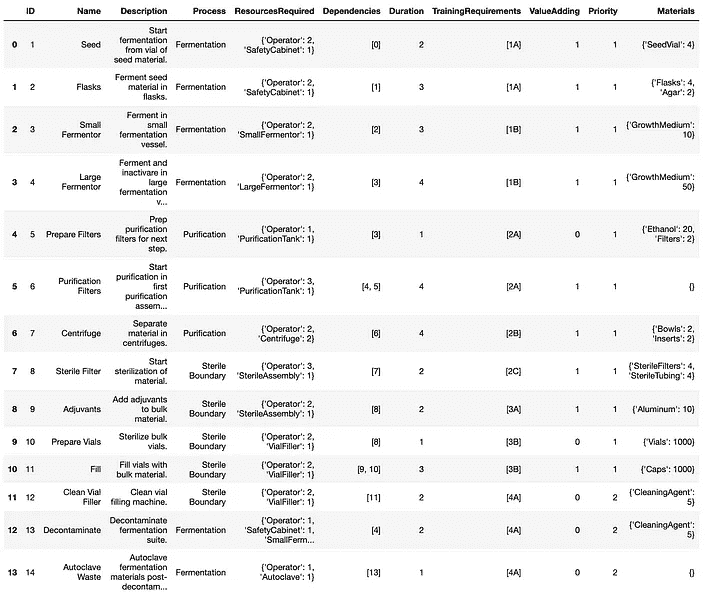 ID Name Description Process ResourcesRequired Dependencies Duration TrainingRequirements ValueAdding Priority Materials
0 1 Seed Start fermentation from vial of seed material. Fermentation {'Operator': 2, 'SafetyCabinet': 1} [0] 2 [1A] 1 1 {'SeedVial': 4}
1 2 Flasks Ferment seed material in flasks. Fermentation {'Operator': 2, 'SafetyCabinet': 1} [1] 3 [1A] 1 1 {'Flasks': 4, 'Agar': 2}
2 3 Small Fermentor Ferment in small fermentation vessel. Fermentation {'Operator': 2, 'SmallFermentor': 1} [2] 3 [1B] 1 1 {'GrowthMedium': 10}
3 4 Large Fermentor Ferment and inactivare in large fermentation v... Fermentation {'Operator': 2, 'LargeFermentor': 1} [3] 4 [1B] 1 1 {'GrowthMedium': 50}
4 5 Prepare Filters Prep purification filters for next step. Purification {'Operator': 1, 'PurificationTank': 1} [3] 1 [2A] 0 1 {'Ethanol': 20, 'Filters': 2}
5 6 Purification Filters Start purification in first purification assem... Purification {'Operator': 3, 'PurificationTank': 1} [4, 5] 4 [2A] 1 1 {}
6 7 Centrifuge Separate material in centrifuges. Purification {'Operator': 2, 'Centrifuge': 2} [6] 4 [2B] 1 1 {'Bowls': 2, 'Inserts': 2}
7 8 Sterile Filter Start sterilization of material. Sterile Boundary {'Operator': 3, 'SterileAssembly': 1} [7] 2 [2C] 1 1 {'SterileFilters': 4, 'SterileTubing': 4}
8 9 Adjuvants Add adjuvants to bulk material. Sterile Boundary {'Operator': 2, 'SterileAssembly': 1} [8] 2 [3A] 1 1 {'Aluminum': 10}
9 10 Prepare Vials Sterilize bulk vials. Sterile Boundary {'Operator': 2, 'VialFiller': 1} [8] 1 [3B] 0 1 {'Vials': 1000}
10 11 Fill Fill vials with bulk material. Sterile Boundary {'Operator': 2, 'VialFiller': 1} [9, 10] 3 [3B] 1 1 {'Caps': 1000}
11 12 Clean Vial Filler Clean vial filling machine. Sterile Boundary {'Operator': 2, 'VialFiller': 1} [11] 2 [4A] 0 2 {'CleaningAgent': 5}
12 13 Decontaminate Decontaminate fermentation suite. Fermentation {'Operator': 1, 'SafetyCabinet': 1, 'SmallFerm... [4] 2 [4A] 0 2 {'CleaningAgent': 5}
13 14 Autoclave Waste Autoclave fermentation materials post-decontam... Fermentation {'Operator': 1, 'Autoclave': 1} [13] 1 [4A] 0 2 {}